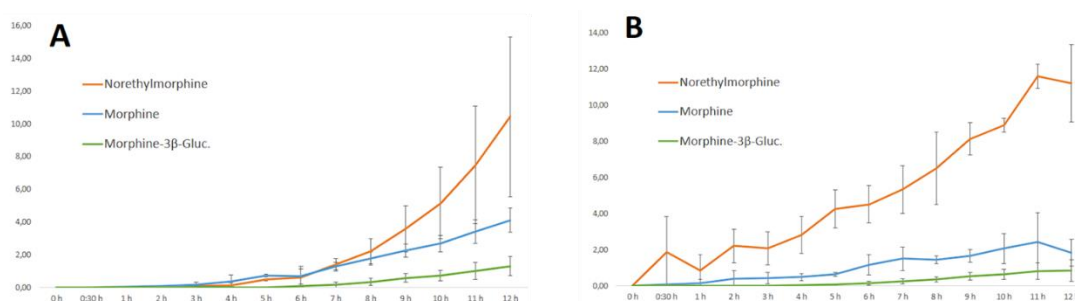 A
16,00
14,00
12,00
10,00
8,00
6,00
4,00
2,00
0,00
Norethylmorphine
Morphine
Morphine-3β-Gluc.
0 h 0:30 h 1 h 2 h 3 h 4 h 5 h 6 h 7 h 8 h 9 h 10 h 11 h 12 h
B
14,00
12,00
10,00
8,00
6,00
4,00
2,00
0,00
Norethylmorphine
Morphine
Morphine-3β-Gluc.
0 h 0:30 h 1 h 2 h 3 h 4 h 5 h 6 h 7 h 8 h 9 h 10 h 11 h 12 h